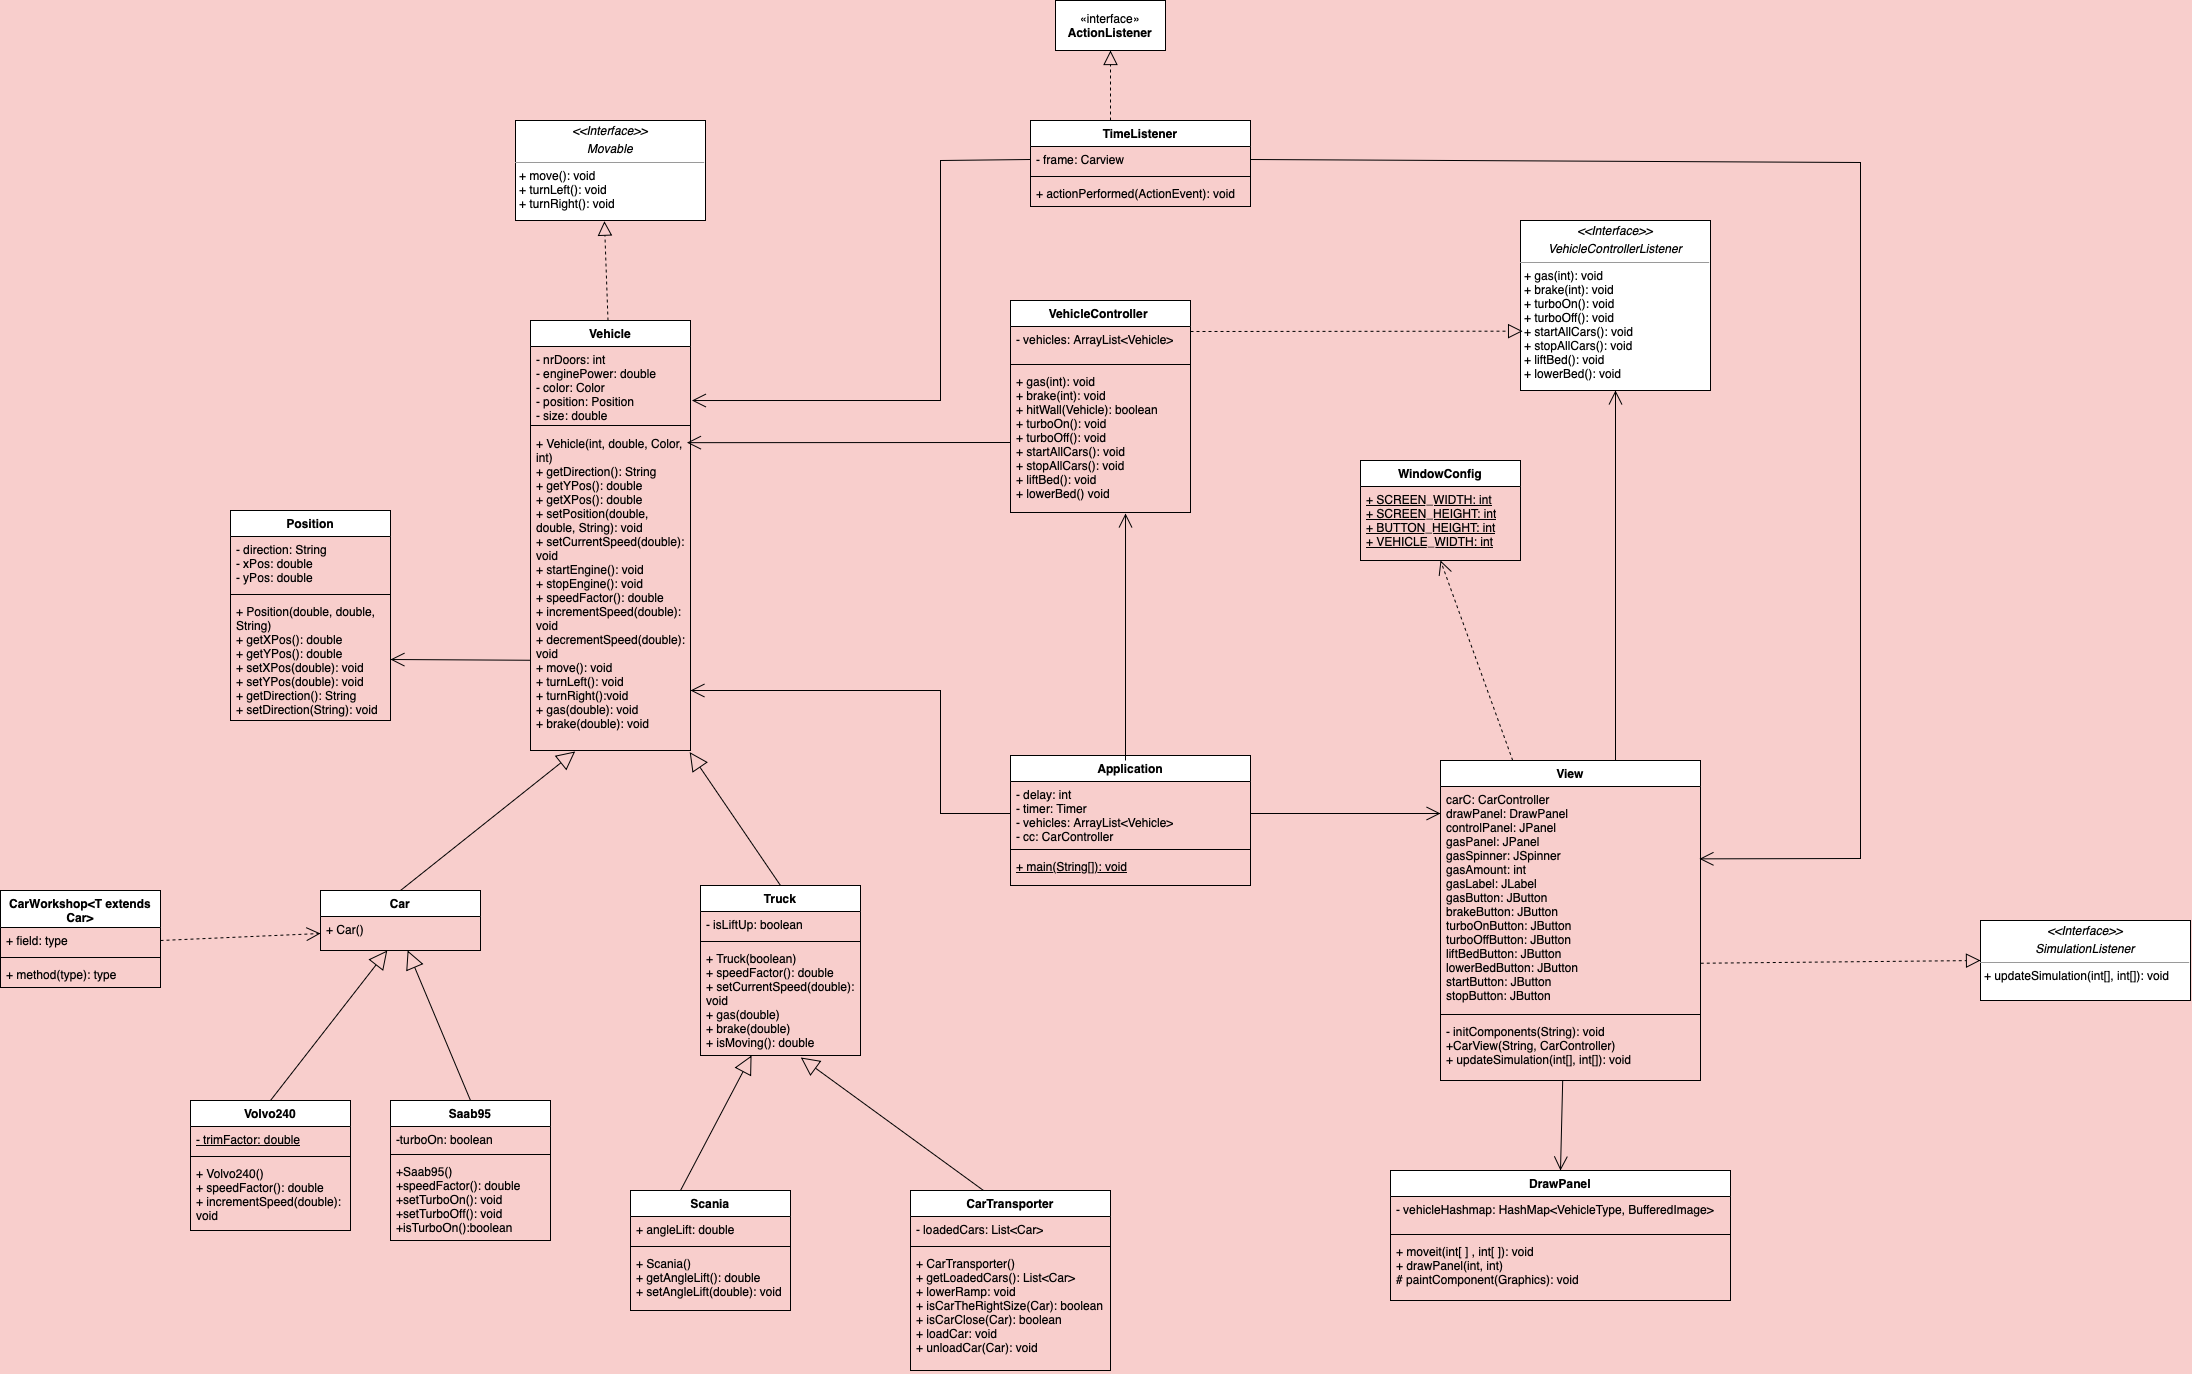 «interface»
ActionListener
TimeListener
- frame: Carview
+ actionPerformed(ActionEvent): void
<<Interface>>
Movable
+ move(): void
+ turnLeft(): void
+ turnRight(): void
<<Interface>>
VehicleControllerListener
+ gas(int): void
+ brake(int): void
+ turboOn(): void
+ turboOff(): void
+ startAllCars(): void
+ stopAllCars(): void
+ liftBed(): void
+ lowerBed(): void
Vehicle
- nrDoors: int
- enginePower: double
- color: Color
- position: Position
- size: double
+ Vehicle(int, double, Color,
int)
+ getDirection(): String
+ getYPos(): double
+ getXPos(): double
+ setPosition(double,
double, String): void
+ setCurrentSpeed(double):
void
+ startEngine(): void
+ stopEngine(): void
+ speedFactor(): double
+ incrementSpeed(double):
void
+ decrementSpeed(double):
void
+ move(): void
+ turnLeft(): void
+ turnRight():void
+ gas(double): void
+ brake(double): void
VehicleController
- vehicles: ArrayList<Vehicle>
+ gas(int): void
+ brake(int): void
+ hitWall(Vehicle): boolean
+ turboOn(): void
+ turboOff(): void
+ startAllCars(): void
+ stopAllCars(): void
+ liftBed(): void
+ lowerBed() void
WindowConfig
+ SCREEN_WIDTH: int
+ SCREEN_HEIGHT: int
+ BUTTON_HEIGHT: int
+ VEHICLE_WIDTH: int
Position
- direction: String
- xPos: double
- yPos: double
+ Position(double, double,
String)
+ getXPos(): double
+ getYPos(): double
+ setXPos(double): void
+ setYPos(double): void
+ getDirection(): String
+ setDirection(String): void
Application
- delay: int
- timer: Timer
- vehicles: ArrayList<Vehicle>
- cc: CarController
+ main(String[]): void
View
carC: CarController
drawPanel: DrawPanel
controlPanel: JPanel
gasPanel: JPanel
gasSpinner: JSpinner
gasAmount: int
gasLabel: JLabel
gasButton: JButton
brakeButton: JButton
turboOnButton: JButton
turboOffButton: JButton
liftBedButton: JButton
lowerBedButton: JButton
startButton: JButton
stopButton: JButton
- initComponents(String): void
+CarView(String, CarController)
+ updateSimulation(int[], int[]): void
CarWorkshop<T extends
Car>
+ field: type
+ method(type): type
Car
+ Car()
Truck
- isLiftUp: boolean
+ Truck(boolean)
+ speedFactor(): double
+ setCurrentSpeed(double):
void
+ gas(double)
+ brake(double)
+ isMoving(): double
<<Interface>>
SimulationListener
+ updateSimulation(int[], int[]): void
Volvo240
- trimFactor: double
+ Volvo240()
+ speedFactor(): double
+ incrementSpeed(double):
void
Saab95
-turboOn: boolean
+Saab95()
+speedFactor(): double
+setTurboOn(): void
+setTurboOff(): void
+isTurboOn():boolean
Scania
+ angleLift: double
+ Scania()
+ getAngleLift(): double
+ setAngleLift(double): void
CarTransporter
- loadedCars: List<Car>
+ CarTransporter()
+ getLoadedCars(): List<Car>
+ lowerRamp: void
+ isCarTheRightSize(Car): boolean
+ isCarClose(Car): boolean
+ loadCar: void
+ unloadCar(Car): void
DrawPanel
- vehicleHashmap: HashMap<VehicleType, BufferedImage>
+ moveit(int[ ] , int[ ]): void
+ drawPanel(int, int)
# paintComponent(Graphics): void